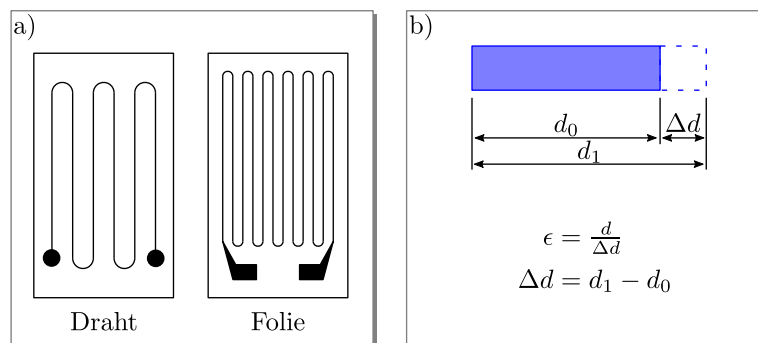 a)
Draht Folie
b)
d₀ Δd
d₁
ϵ = d/Δd
Δd = d₁ − d₀